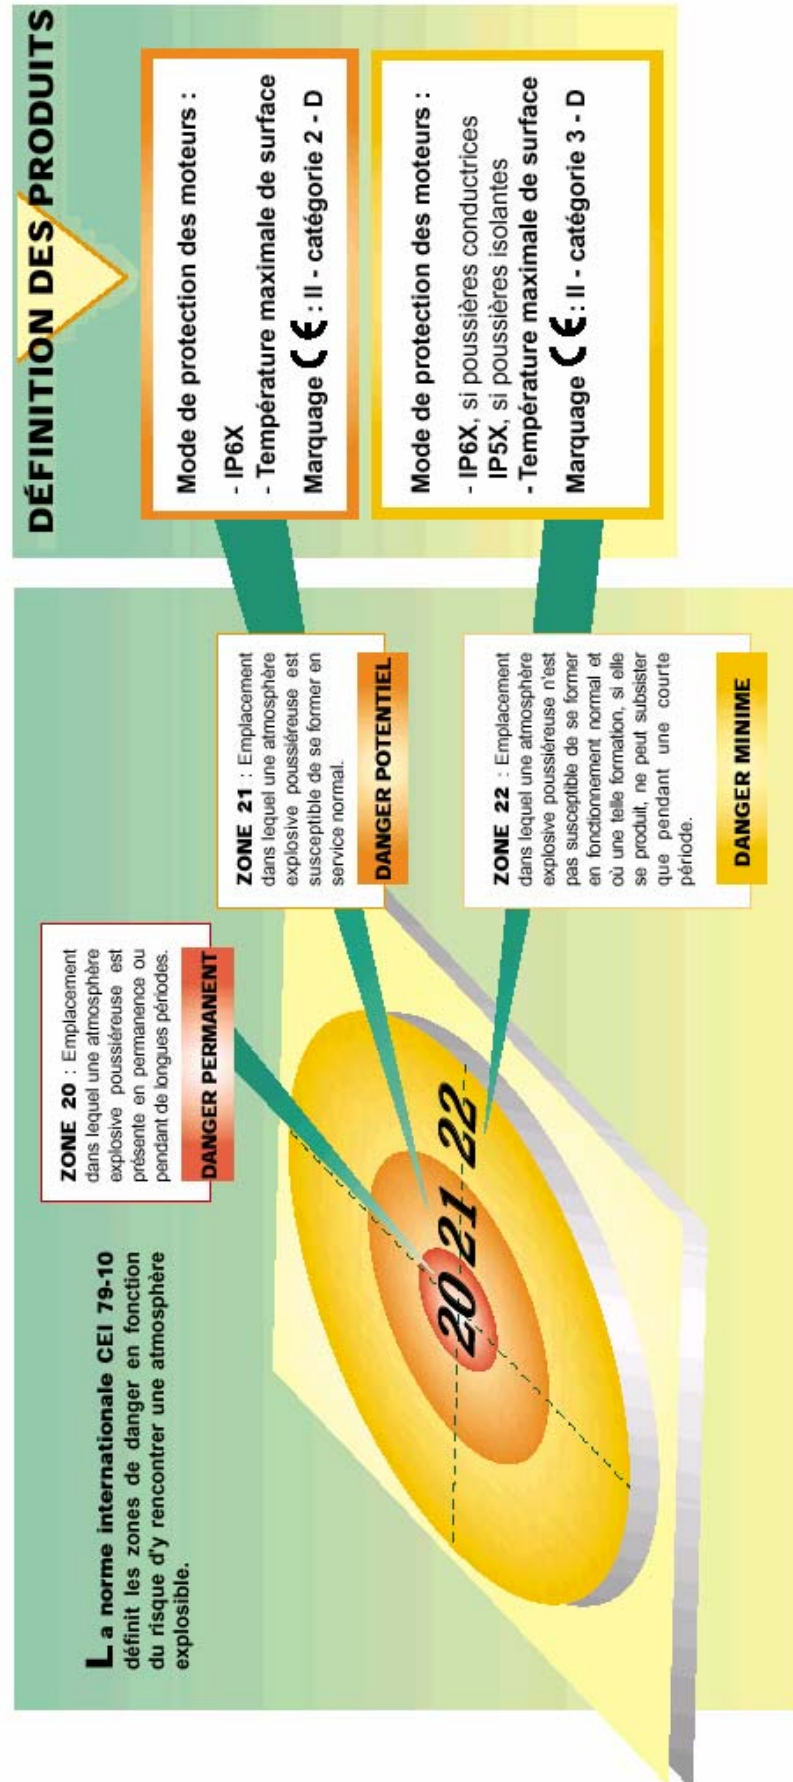 La norme internationale CEI 79-10
définit les zones de danger en fonction
du risque d'y rencontrer une atmosphère
explosible.
ZONE 20 : Emplacement
dans lequel une atmosphère
explosive poussiéreuse est
présente en permanence ou
pendant de longues périodes.
DANGER PERMANENT
ZONE 21 : Emplacement
dans lequel une atmosphère
explosive poussiéreuse est
susceptible de se former en
service normal.
DANGER POTENTIEL
ZONE 22 : Emplacement
dans lequel une atmosphère
explosive poussiéreuse n'est
pas susceptible de se former
en fonctionnement normal et
où une telle formation, si elle
se produit, ne peut subsister
que pendant une courte
période.
DANGER MINIME
20 21 22
DÉFINITION DES PRODUITS
Mode de protection des moteurs :
- IP6X
- Température maximale de surface
Marquage CE : II - catégorie 2 - D
Mode de protection des moteurs :
- IP6X, si poussières conductrices
IP5X, si poussières isolantes
- Température maximale de surface
Marquage CE : II - catégorie 3 - D